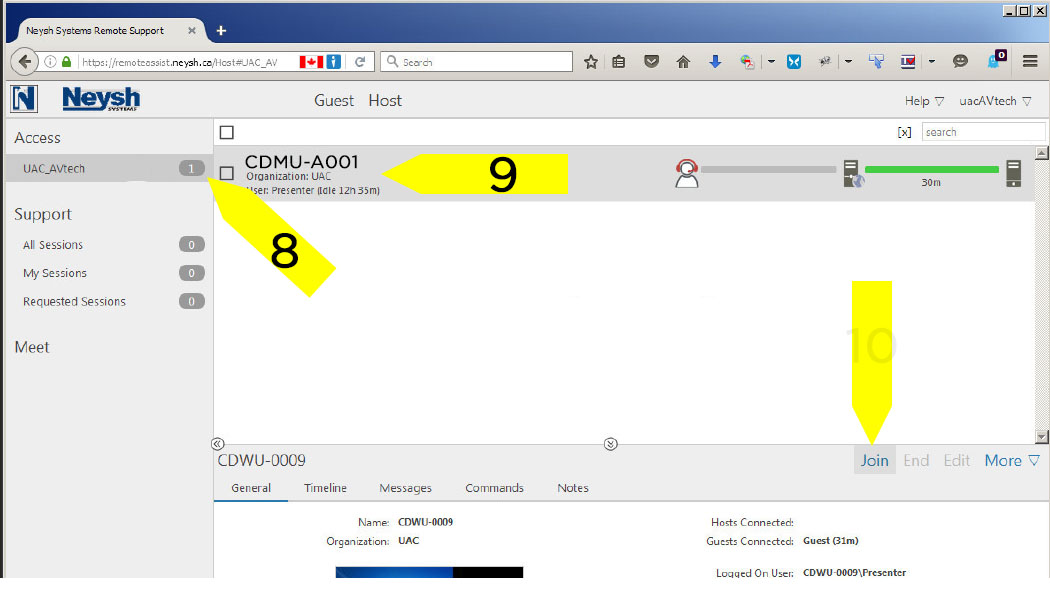 Neysh Systems Remote Support
https://remoteassist.neysh.ca/Host#UAC_AV
Search
0
Neysh
SYSTEMS
Guest Host
Help
uacAVtech
Access
[x]
search
UAC_AVtech 1
CDMU-A001
Organization: UAC
User: Presenter (Idle 12h 35m)
9
30m
8
Support
All Sessions 0
My Sessions 0
Requested Sessions 0
Meet
10
CDWU-0009
Join End Edit More
General Timeline Messages Commands Notes
Name: CDWU-0009
Organization: UAC
Hosts Connected:
Guests Connected: Guest (31m)
Logged On User: CDWU-0009\Presenter